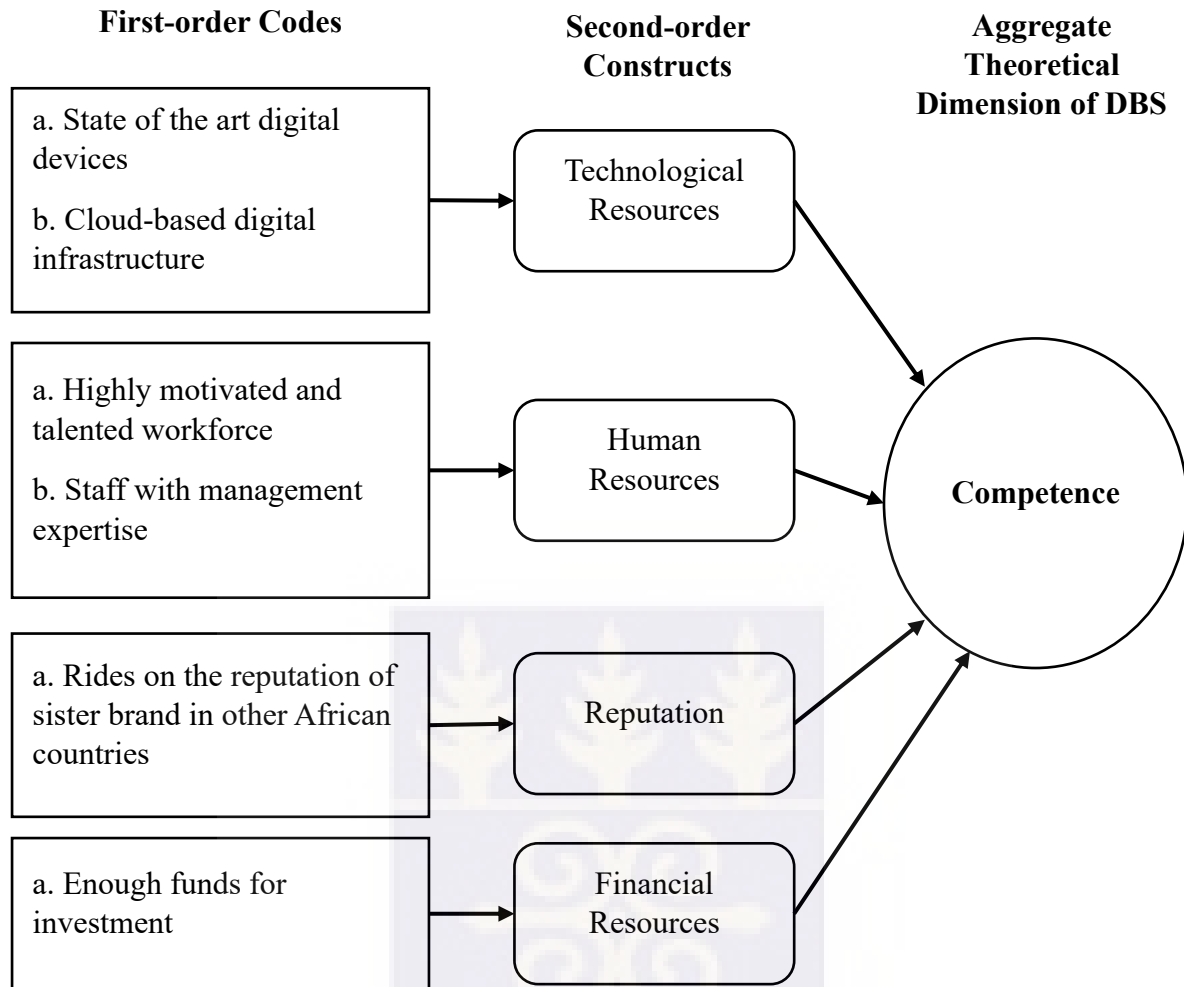 First-order Codes
Second-order
Constructs
Aggregate
Theoretical
Dimension of DBS
a. State of the art digital
devices
b. Cloud-based digital
infrastructure
Technological
Resources
a. Highly motivated and
talented workforce
b. Staff with management
expertise
Human
Resources
Competence
a. Rides on the reputation of
sister brand in other African
countries
Reputation
a. Enough funds for
investment
Financial
Resources